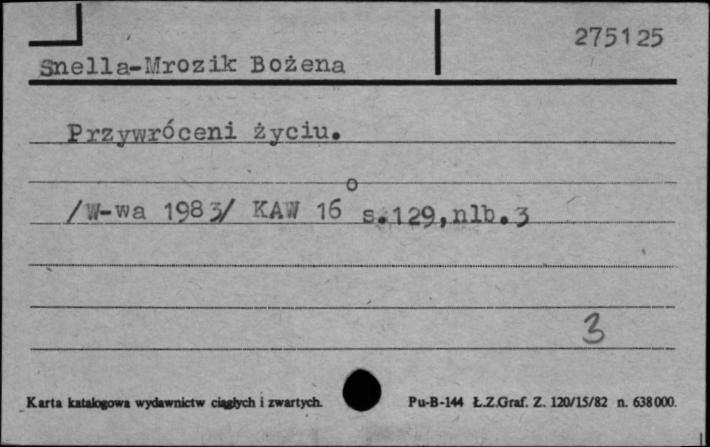 275125
Snella-Mrozik Bożena
Przywróceni życiu.
/W-wa 1983/ KAW 16° s.129,nlb.3
3
Karta katalogowa wydawnictw ciągłych i zwartych. Pu-B-144 Ł.Z.Graf. Z. 120/15/82 n. 638000.